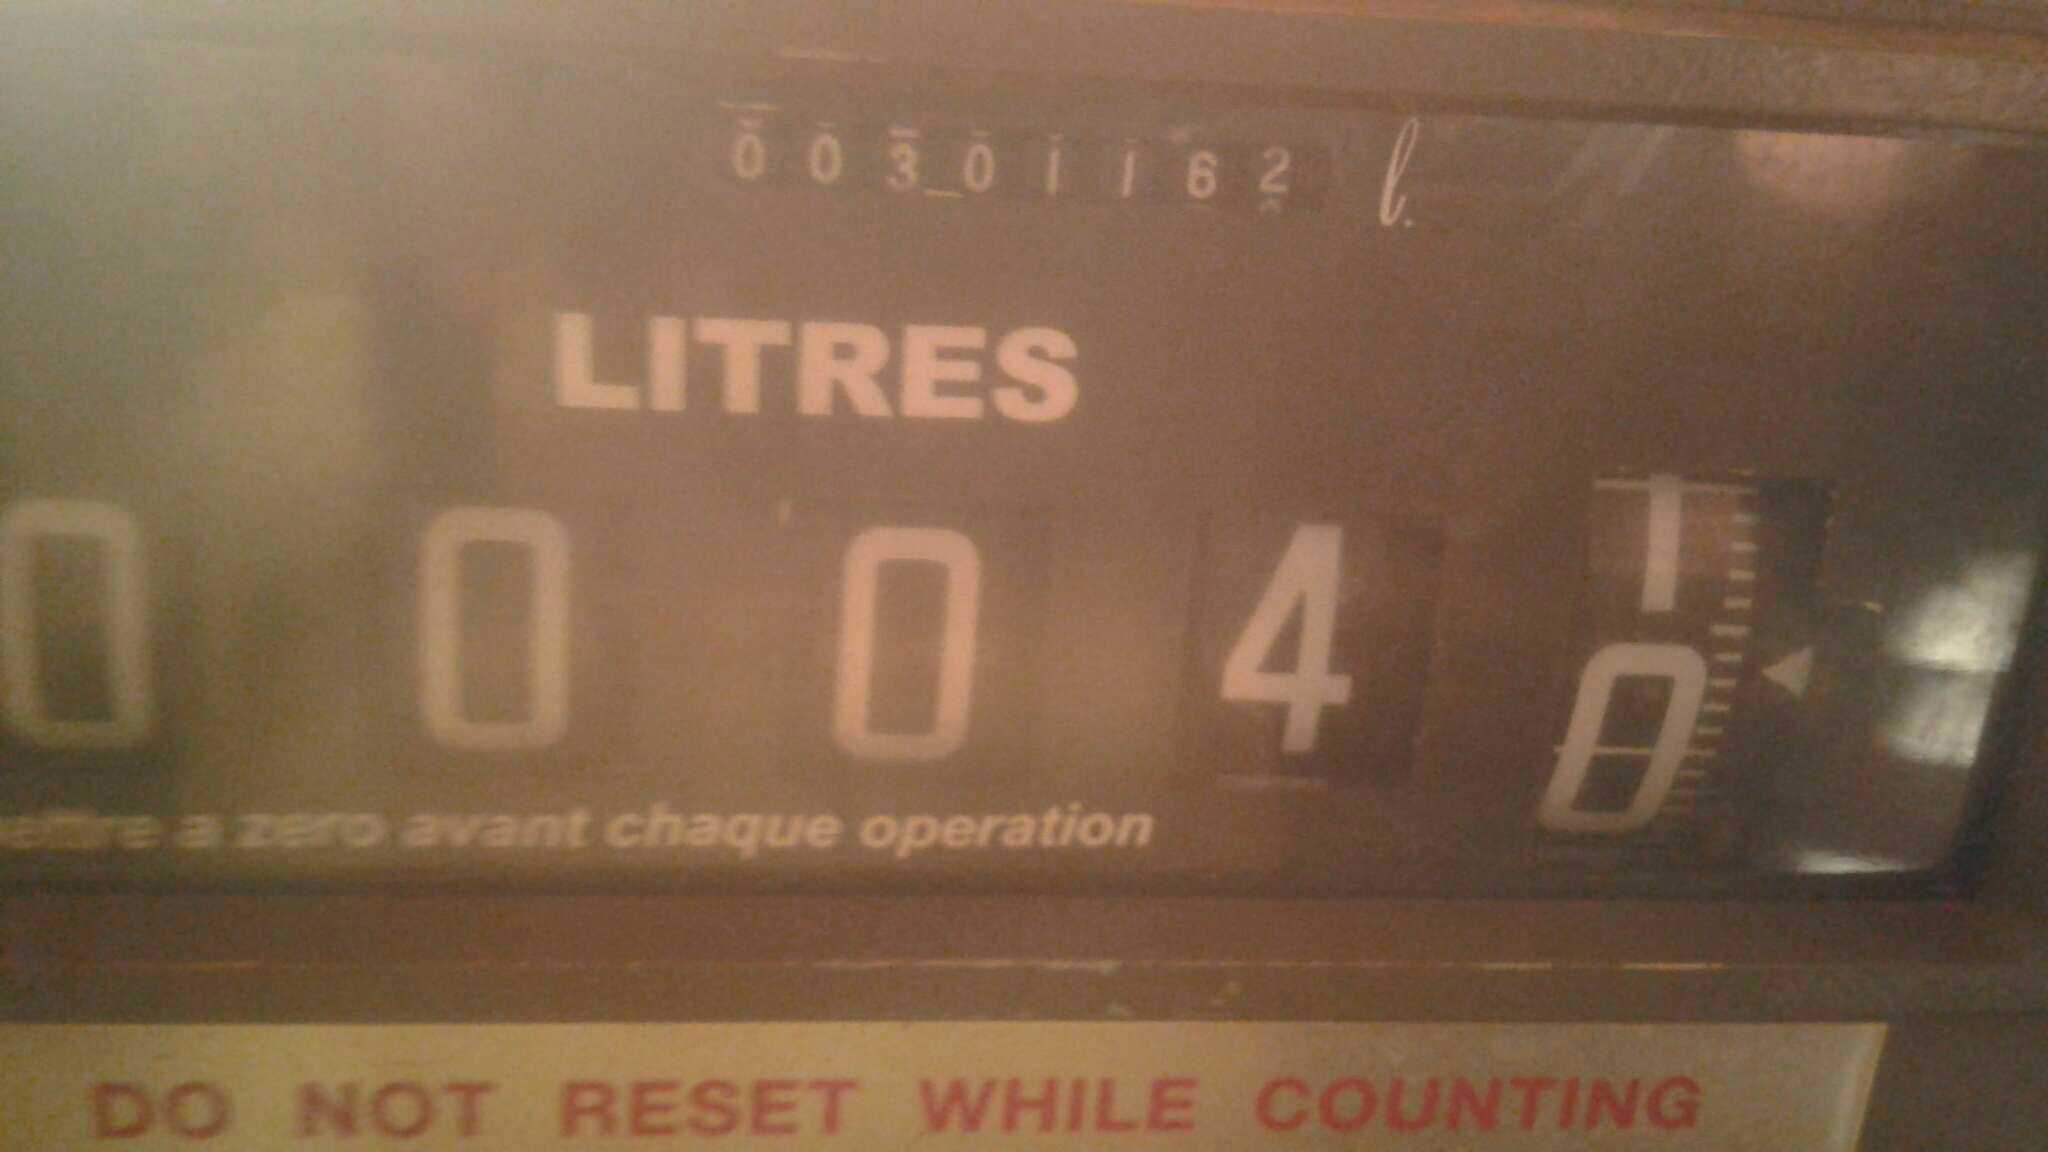 0 0 3 0 1 1 6 2 l.
LITRES
1
0 0 0 4 0
a zero avant chaque operation
DO NOT RESET WHILE COUNTING